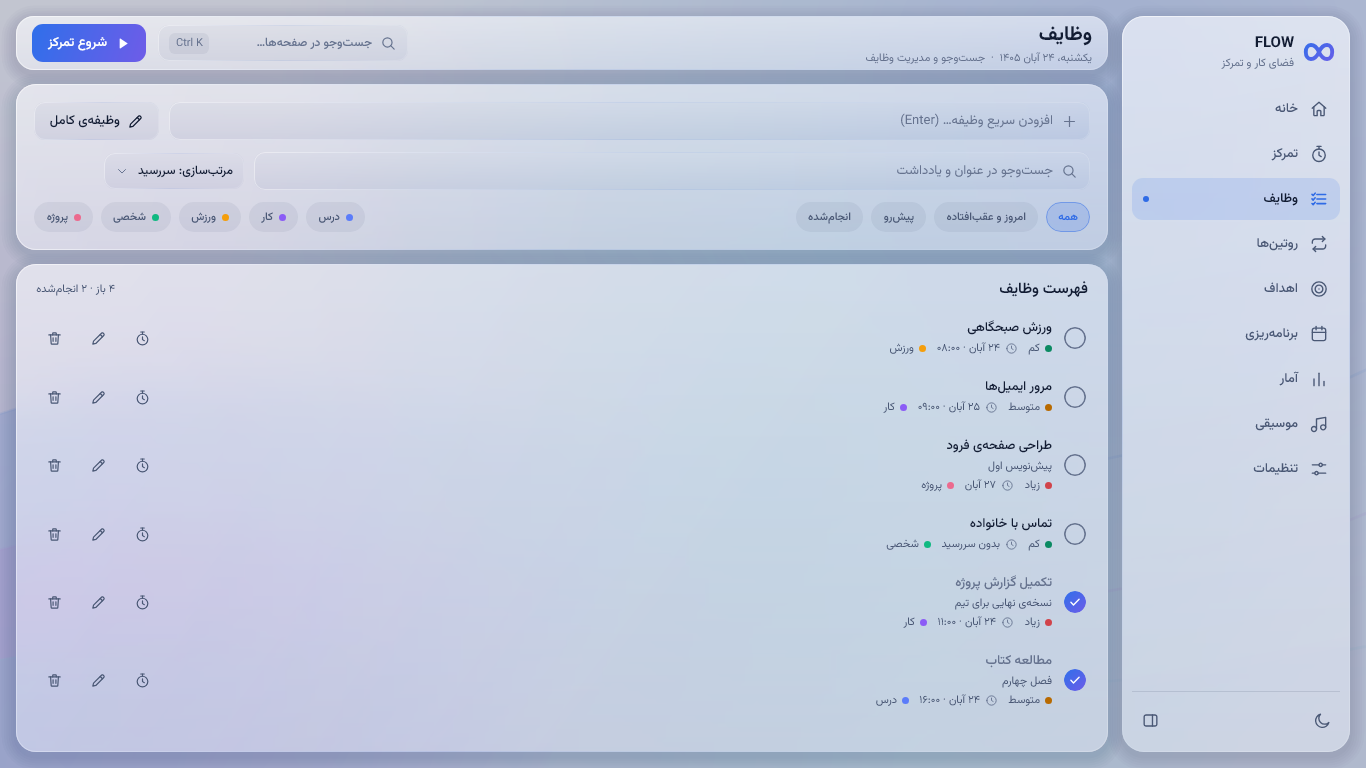 FLOW
فضای کار و تمرکز
خانه
تمرکز
وظایف
روتین‌ها
اهداف
برنامه‌ریزی
آمار
موسیقی
تنظیمات
وظایف
یکشنبه، ۲۴ آبان ۱۴۰۵ · جست‌وجو و مدیریت وظایف
جست‌وجو در صفحه‌ها...
Ctrl K
شروع تمرکز
افزودن سریع وظیفه... (Enter)
وظیفه‌ی کامل
جست‌وجو در عنوان و یادداشت
مرتب‌سازی: سررسید
همه
امروز و عقب‌افتاده
پیش‌رو
انجام‌شده
درس
کار
ورزش
شخصی
پروژه
فهرست وظایف
۴ باز · ۲ انجام‌شده
ورزش صبحگاهی
کم ۲۴ آبان · ۰۸:۰۰ ورزش
مرور ایمیل‌ها
متوسط ۲۵ آبان · ۰۹:۰۰ کار
طراحی صفحه‌ی فرود
پیش‌نویس اول
زیاد ۲۷ آبان پروژه
تماس با خانواده
کم بدون سررسید شخصی
تکمیل گزارش پروژه
نسخه‌ی نهایی برای تیم
زیاد ۲۴ آبان · ۱۱:۰۰ کار
مطالعه کتاب
فصل چهارم
متوسط ۲۴ آبان · ۱۶:۰۰ درس